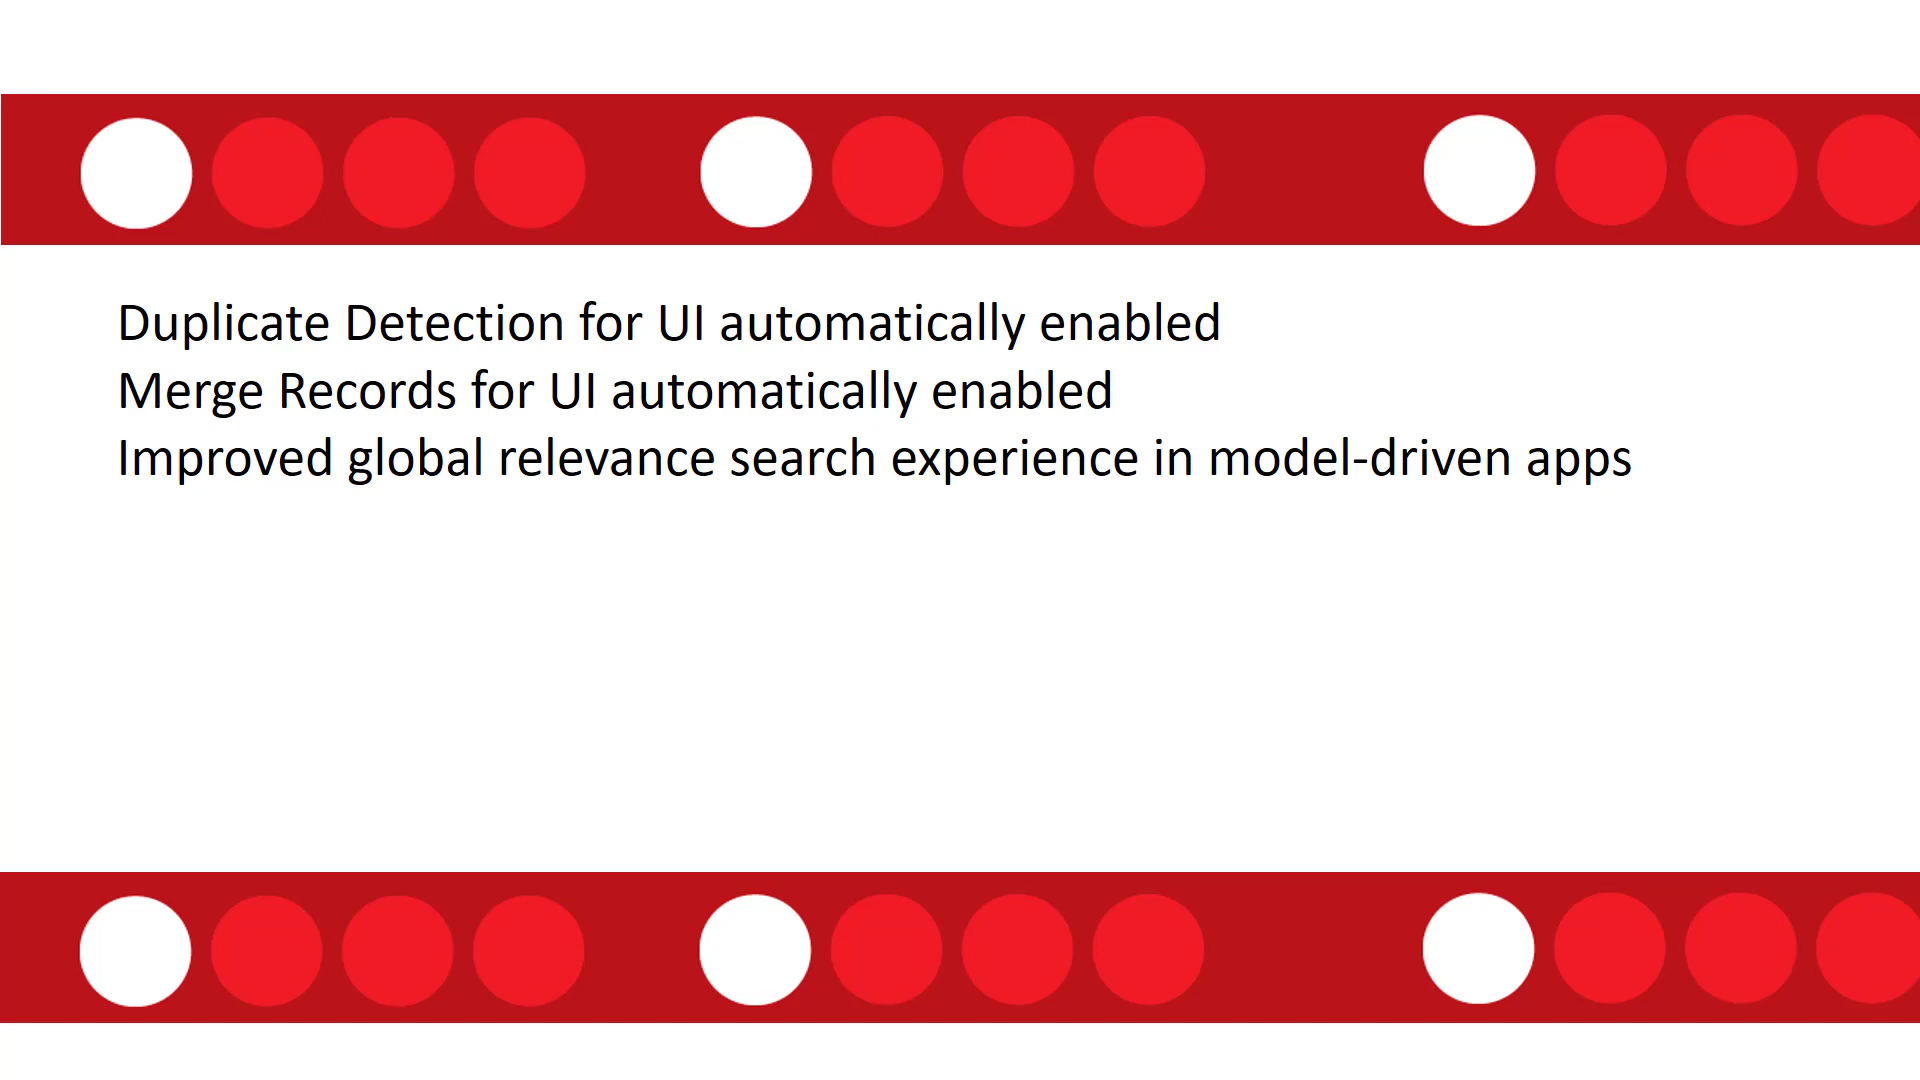 Duplicate Detection for UI automatically enabled
Merge Records for UI automatically enabled
Improved global relevance search experience in model-driven apps